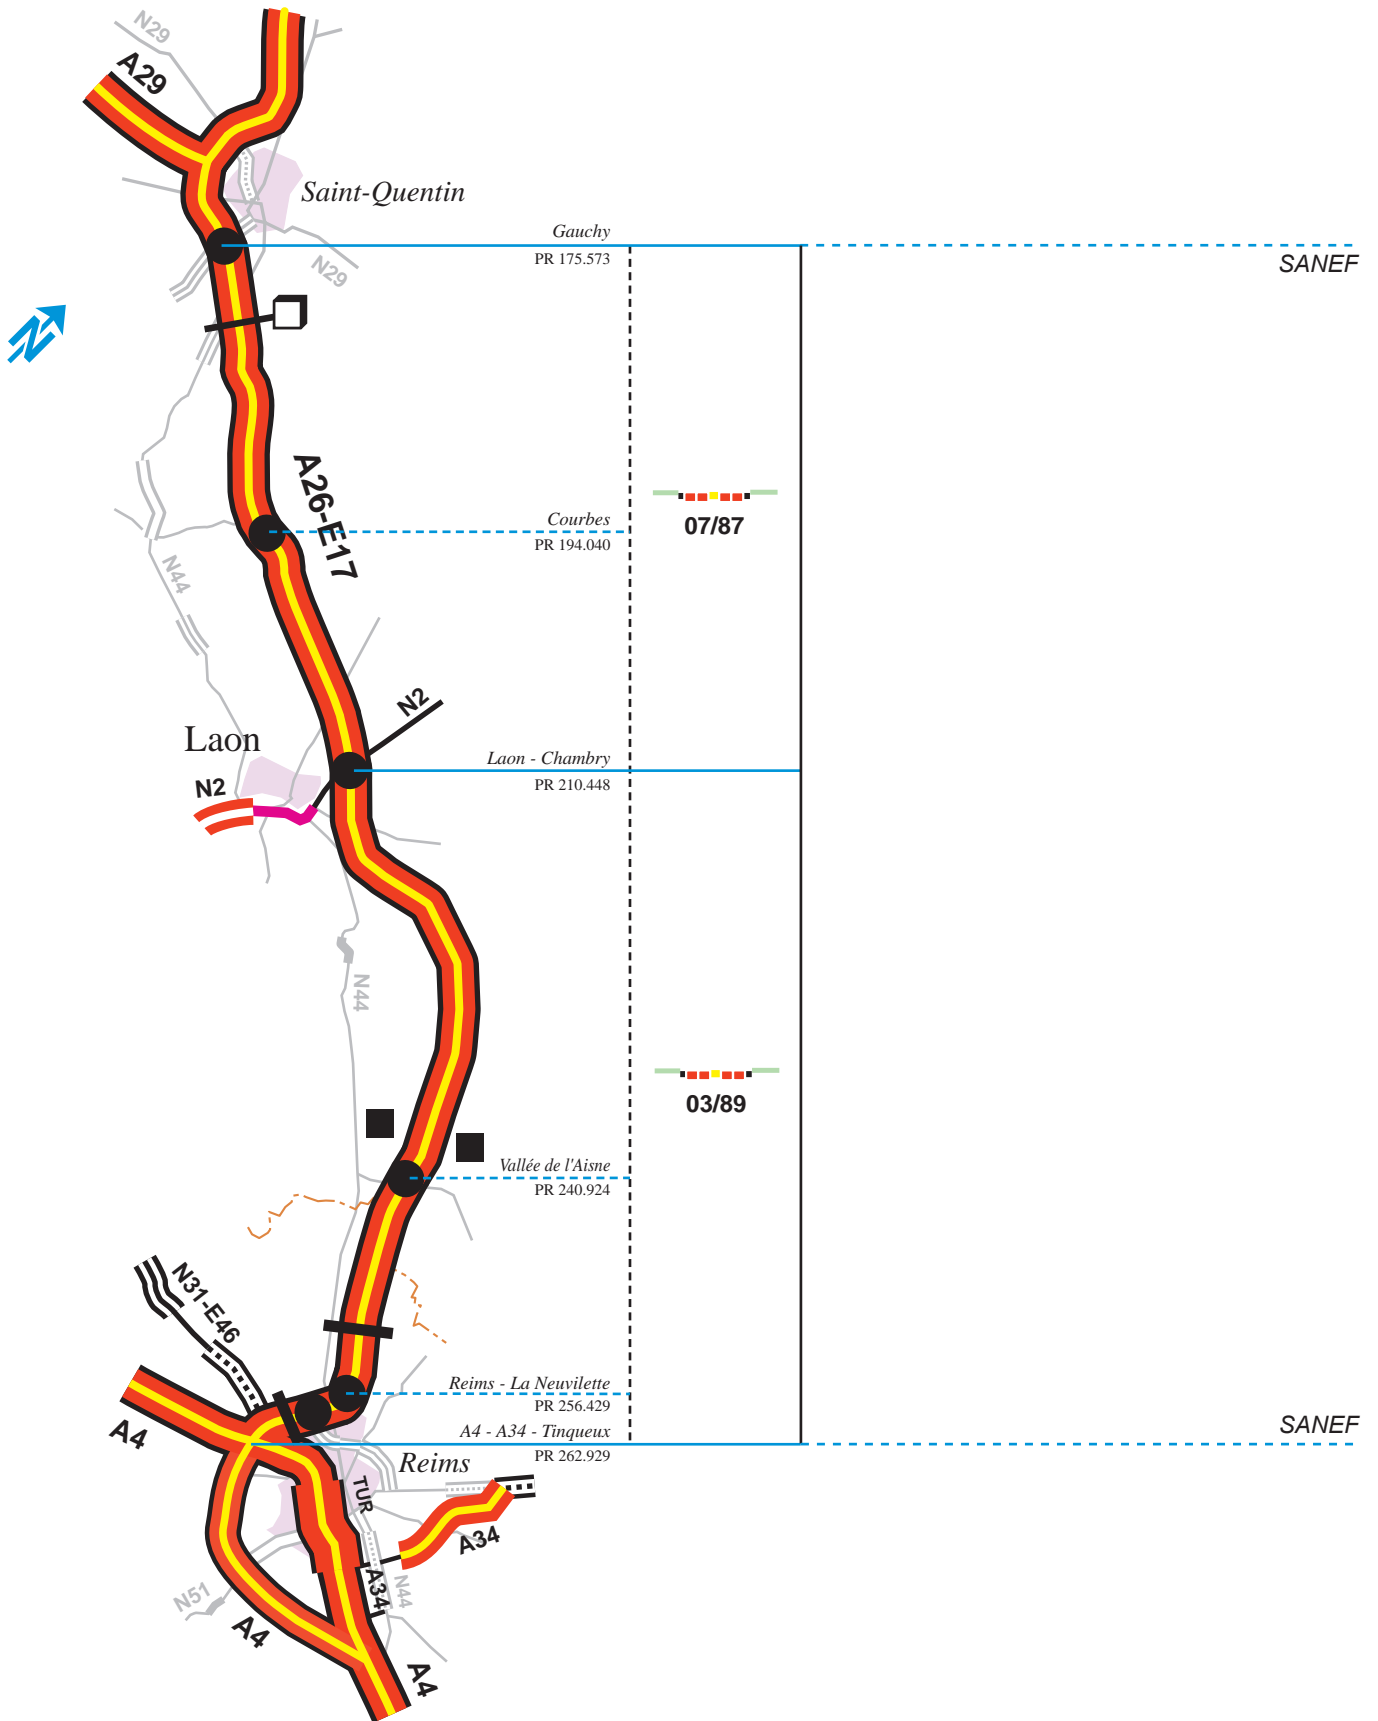 N29
A29
Saint-Quentin
Gauchy
PR 175.573
SANEF
N29
N
A26-E17
Courbes
PR 194.040
07/87
N44
N2
Laon
Laon - Chambry
PR 210.448
N2
N44
03/89
Vallée de l'Aisne
PR 240.924
N31-E46
Reims - La Neuvilette
PR 256.429
A4
A4 - A34 - Tinqueux
SANEF
PR 262.929
Reims
TUR
A34
A34
N44
N51
A4
A4